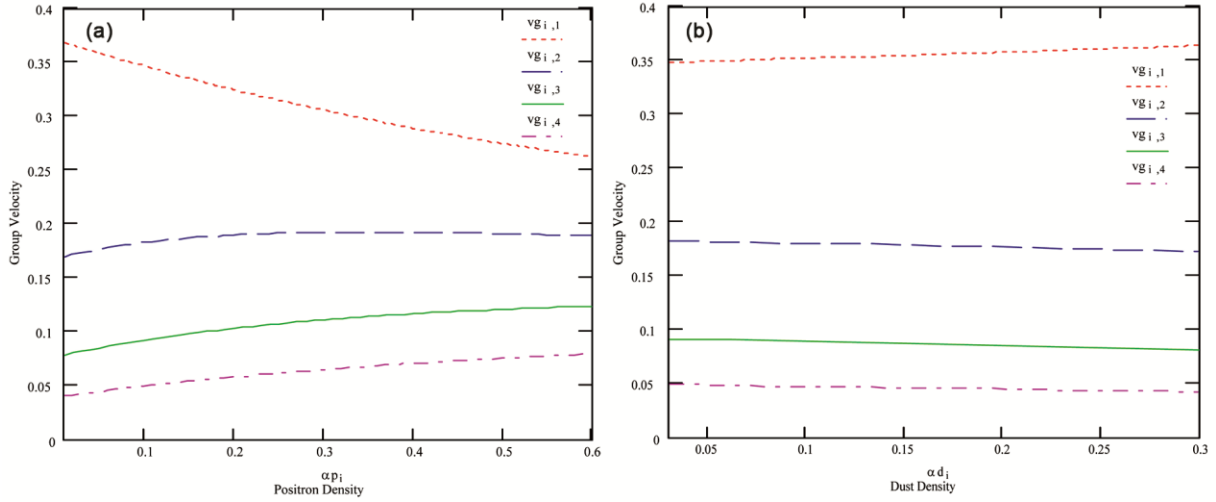 (a)
vg i ,1
vg i ,2
vg i ,3
vg i ,4
0.4
0.35
0.3
0.25
0.2
0.15
0.1
0.05
0
Group Velocity
0.1
0.2
0.3
0.4
0.5
0.6
αp i
Positron Density
(b)
vg i ,1
vg i ,2
vg i ,3
vg i ,4
0.4
0.35
0.3
0.25
0.2
0.15
0.1
0.05
0
Group Velocity
0.05
0.1
0.15
0.2
0.25
0.3
αd i
Dust Density